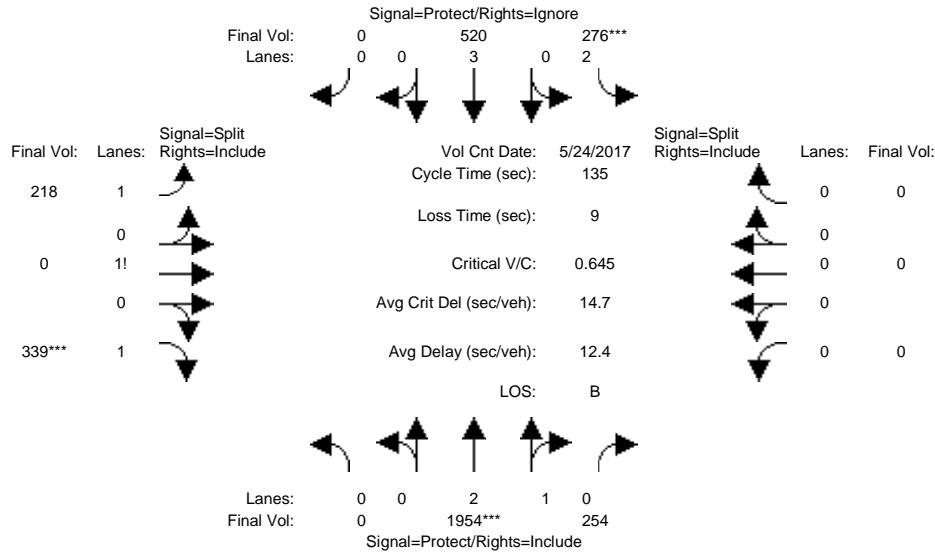 Signal=Protect/Rights=Ignore
Final Vol: 0 520 276***
Lanes: 0 0 3 0 2
Signal=Split Signal=Split
Final Vol: Lanes: Rights=Include Vol Cnt Date: 5/24/2017 Rights=Include Lanes: Final Vol:
Cycle Time (sec): 135
218 1 0 0
Loss Time (sec): 9
0 0
0 1! Critical V/C: 0.645 0 0
0 Avg Crit Del (sec/veh): 14.7 0
339*** 1 Avg Delay (sec/veh): 12.4 0 0
LOS: B
Lanes: 0 0 2 1 0
Final Vol: 0 1954*** 254
Signal=Protect/Rights=Include